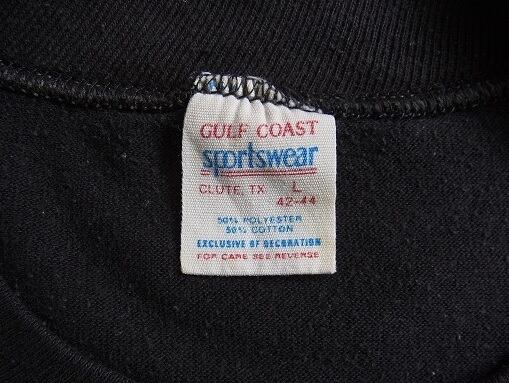 GULF COAST
sportswear
CLUTE, TX L
42-44
50% POLYESTER
50% COTTON
EXCLUSIVE OF DECORATION
FOR CARE SEE REVERSE